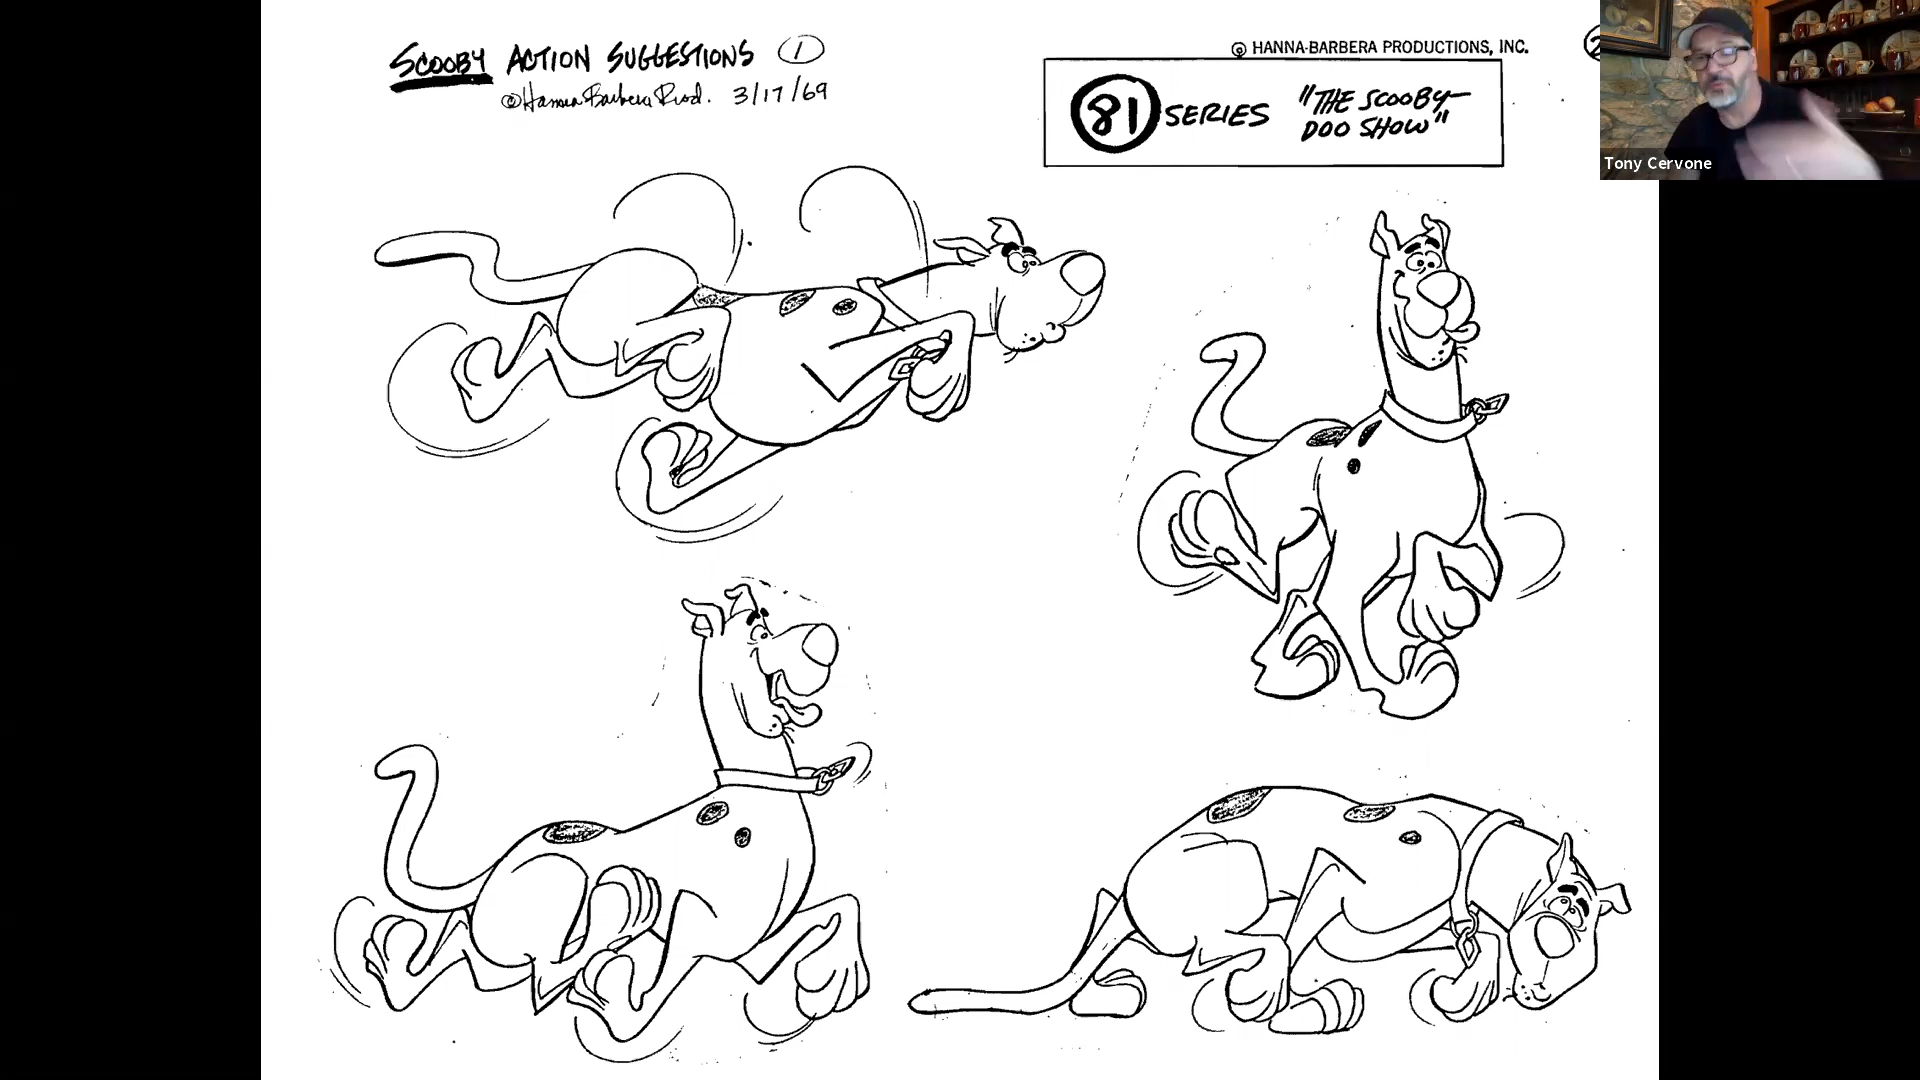 SCOOBY ACTION SUGGESTIONS 1
© Hanna Barbera Prod. 3/17/69
© HANNA-BARBERA PRODUCTIONS, INC.
81 SERIES "THE SCOOBY-
DOO SHOW"
Tony Cervone